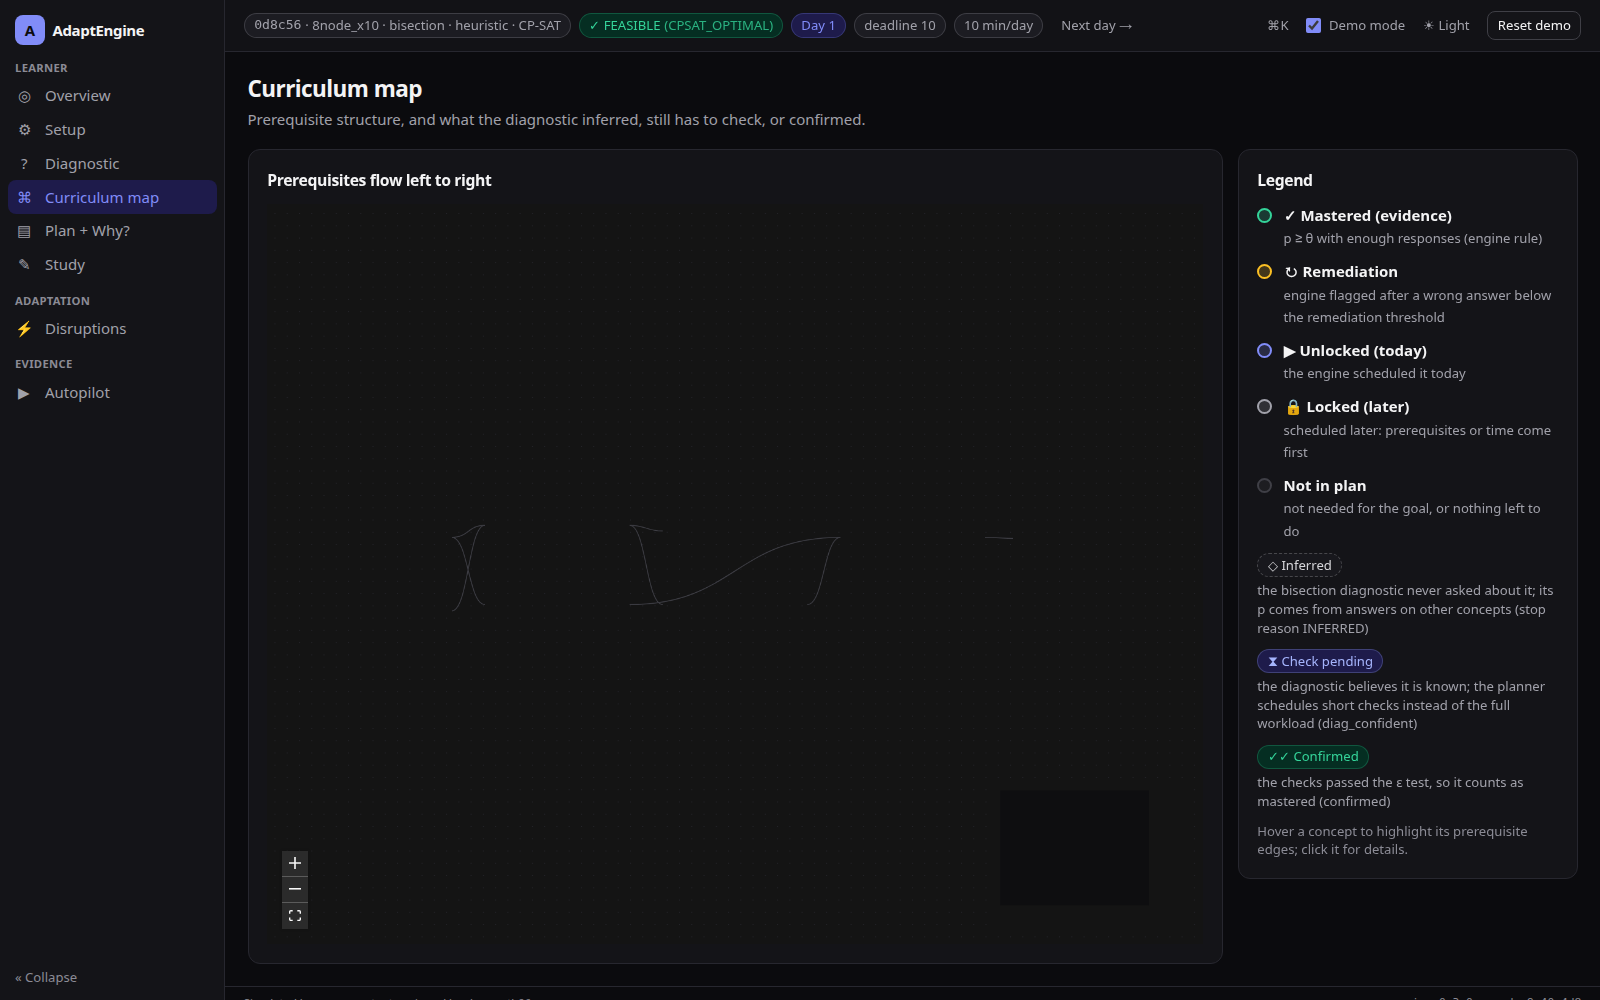 A AdaptEngine
LEARNER
Overview
Setup
? Diagnostic
⌘ Curriculum map
Plan + Why?
Study
ADAPTATION
Disruptions
EVIDENCE
Autopilot
« Collapse
0d8c56 · 8node_x10 · bisection · heuristic · CP-SAT
✓ FEASIBLE (CPSAT_OPTIMAL)
Day 1
deadline 10
10 min/day
Next day →
⌘K
Demo mode
☀ Light
Reset demo
Curriculum map
Prerequisite structure, and what the diagnostic inferred, still has to check, or confirmed.
Prerequisites flow left to right
Legend
✓ Mastered (evidence)
p ≥ θ with enough responses (engine rule)
↻ Remediation
engine flagged after a wrong answer below
the remediation threshold
▶ Unlocked (today)
the engine scheduled it today
🔒 Locked (later)
scheduled later: prerequisites or time come
first
Not in plan
not needed for the goal, or nothing left to
do
◇ Inferred
the bisection diagnostic never asked about it; its
p comes from answers on other concepts (stop
reason INFERRED)
⧗ Check pending
the diagnostic believes it is known; the planner
schedules short checks instead of the full
workload (diag_confident)
✓✓ Confirmed
the checks passed the ε test, so it counts as
mastered (confirmed)
Hover a concept to highlight its prerequisite
edges; click it for details.